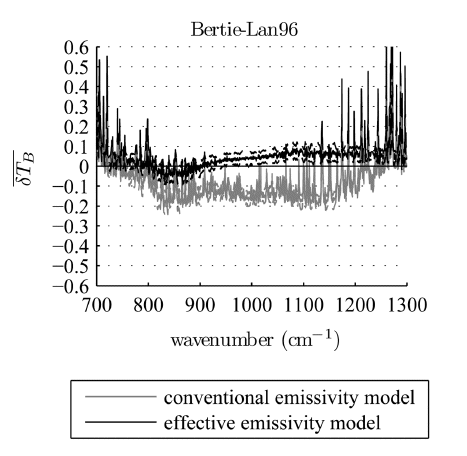 Bertie-Lan96
0.6
0.5
0.4
0.3
0.2
0.1
0
−0.1
−0.2
−0.3
−0.4
−0.5
−0.6
δT_B
700 800 900 1000 1100 1200 1300
wavenumber (cm⁻¹)
conventional emissivity model
effective emissivity model